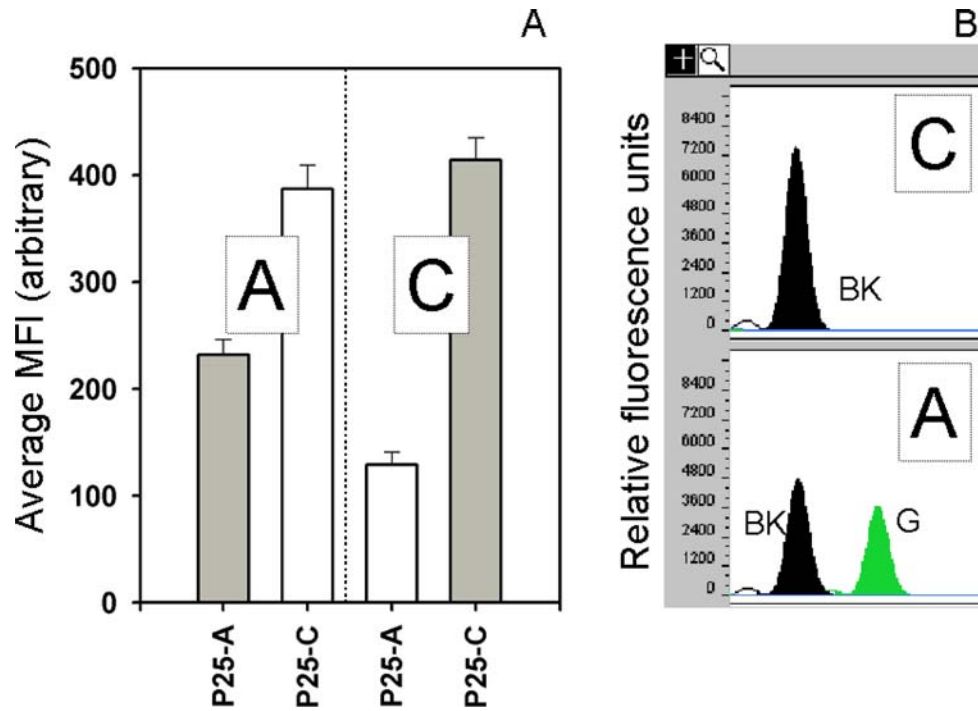 A
Average MFI (arbitrary)
500
400
300
200
100
0
A
C
P25-A
P25-C
P25-A
P25-C
B
Relative fluorescence units
8400
7200
6000
4800
3600
2400
1200
0
C
BK
8400
7200
6000
4800
3600
2400
1200
0
A
BK
G